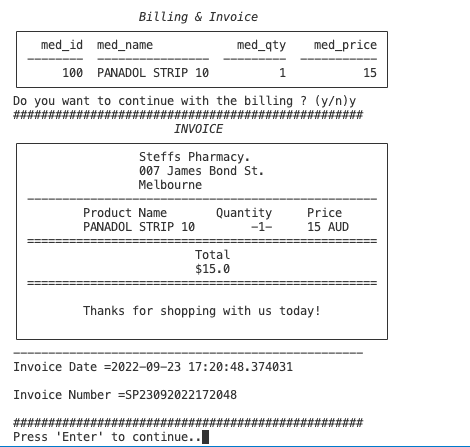 Billing & Invoice
med_id med_name med_qty med_price
-------- ---------------- --------- -----------
100 PANADOL STRIP 10 1 15
Do you want to continue with the billing ? (y/n)y
##################################################
INVOICE
Steffs Pharmacy.
007 James Bond St.
Melbourne
--------------------------------------------------
Product Name Quantity Price
PANADOL STRIP 10 -1- 15 AUD
==================================================
Total
$15.0
==================================================
Thanks for shopping with us today!
--------------------------------------------------
Invoice Date =2022-09-23 17:20:48.374031
Invoice Number =SP23092022172048
##################################################
Press 'Enter' to continue..